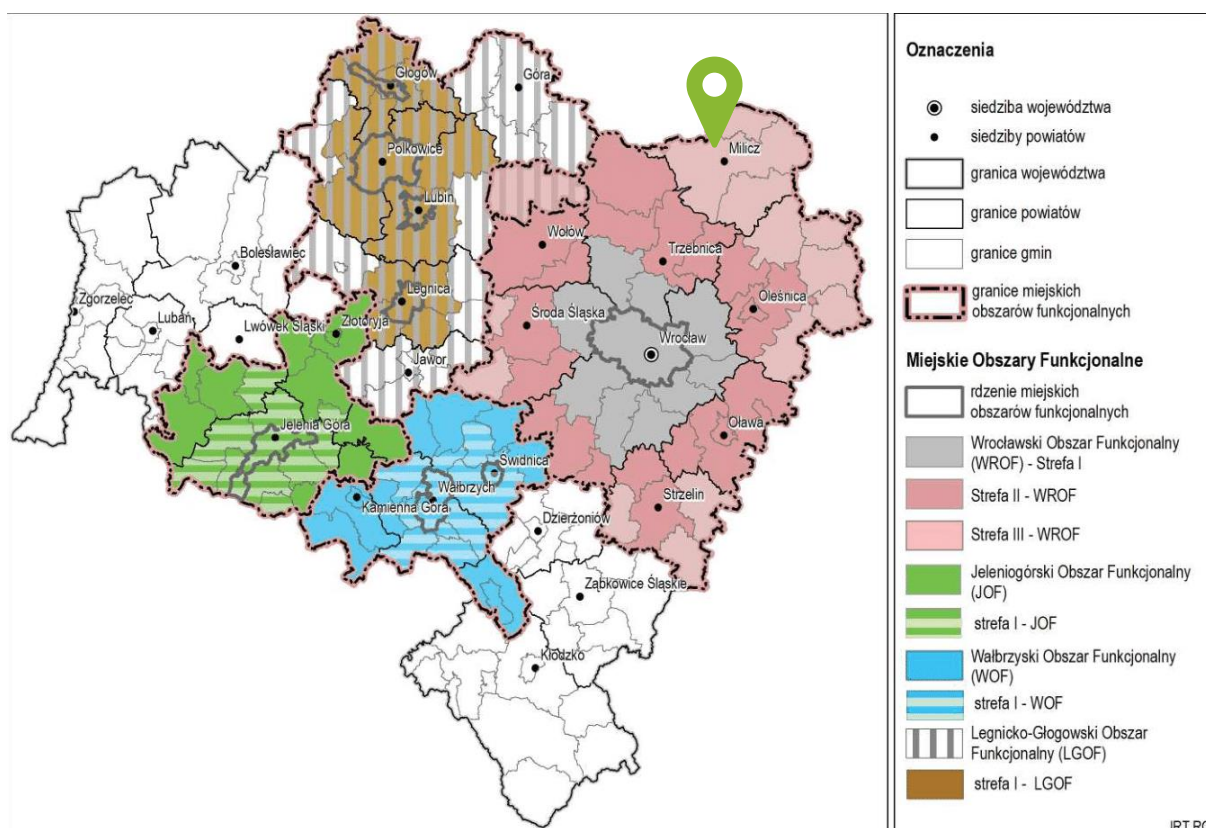 Głogów
Góra
Milicz
Polkowice
Lubin
Wołów
Trzebnica
Bolesławiec
Legnica
Oleśnica
Zgorzelec
Lubań
Środa Śląska
Złotoryja
Lwówek Śląski
Wrocław
Jawor
Jelenia Góra
Oława
Świdnica
Wałbrzych
Kamienna Góra
Strzelin
Dzierżoniów
Ząbkowice Śląskie
Kłodzko
Oznaczenia
siedziba województwa
siedziby powiatów
granica województwa
granice powiatów
granice gmin
granice miejskich
obszarów funkcjonalnych
Miejskie Obszary Funkcjonalne
rdzenie miejskich
obszarów funkcjonalnych
Wrocławski Obszar Funkcjonalny
(WROF) - Strefa I
Strefa II - WROF
Strefa III - WROF
Jeleniogórski Obszar Funkcjonalny
(JOF)
strefa I - JOF
Wałbrzyski Obszar Funkcjonalny
(WOF)
strefa I - WOF
Legnicko-Głogowski Obszar
Funkcjonalny (LGOF)
strefa I - LGOF